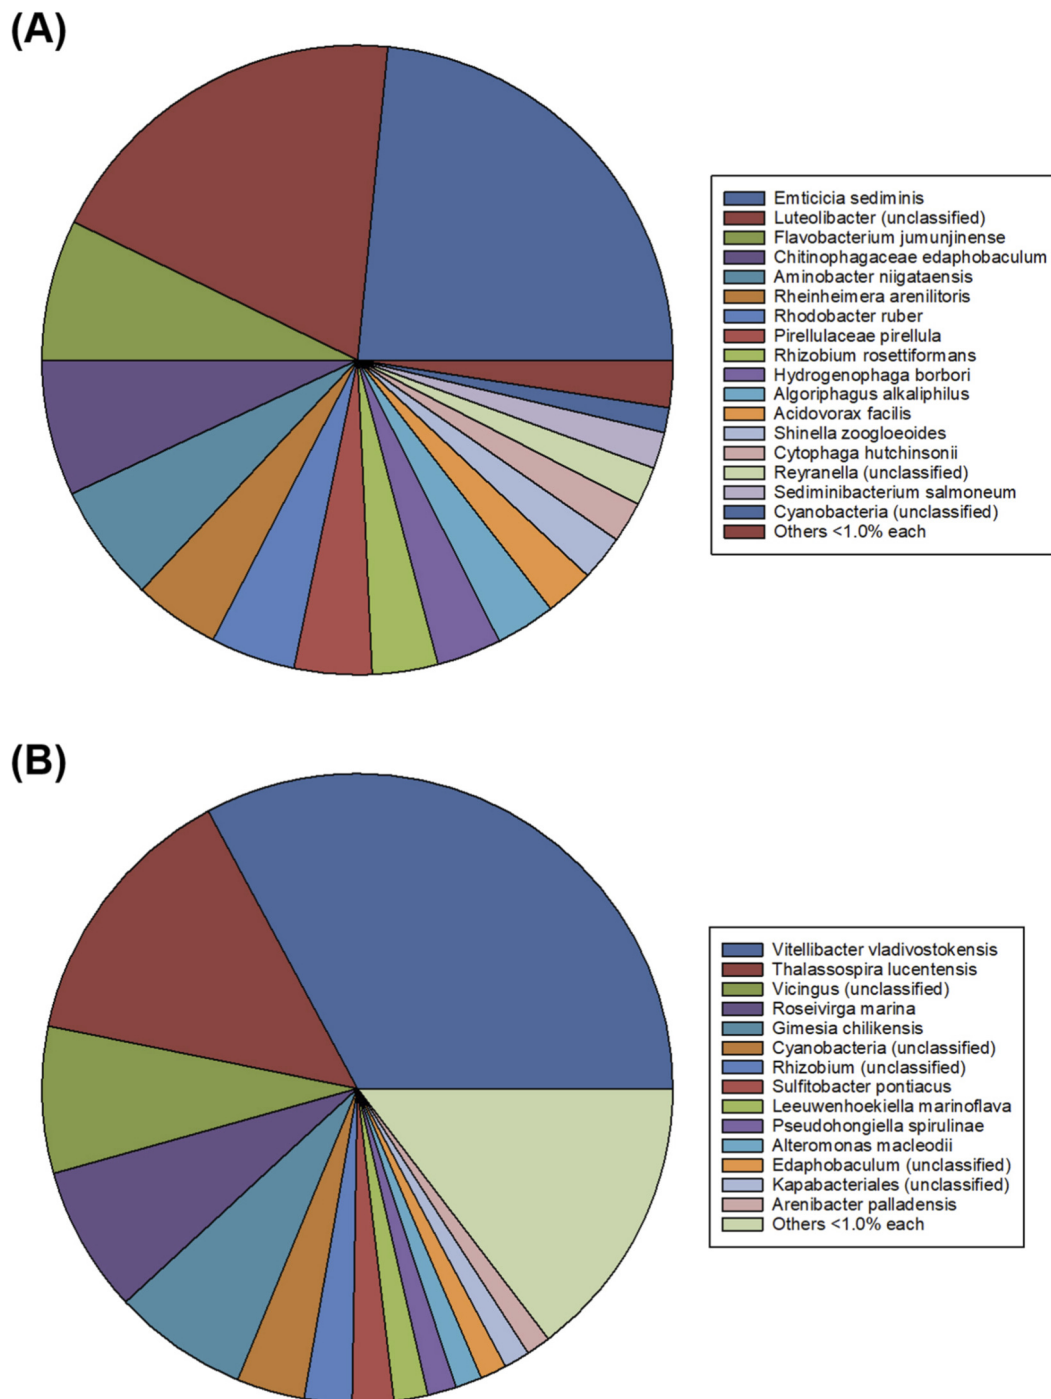 (A)
Emticicia sediminis
Luteolibacter (unclassified)
Flavobacterium jumunjinense
Chitinophagaceae edaphobaculum
Aminobacter niigataensis
Rheinheimera arenilitoris
Rhodobacter ruber
Pirellulaceae pirellula
Rhizobium rosettiformans
Hydrogenophaga borbori
Algoriphagus alkaliphilus
Acidovorax facilis
Shinella zoogloeoides
Cytophaga hutchinsonii
Reyranella (unclassified)
Sediminibacterium salmoneum
Cyanobacteria (unclassified)
Others <1.0% each
(B)
Vitellibacter vladivostokensis
Thalassospira lucentensis
Vicingus (unclassified)
Roseivirga marina
Gimesia chilikensis
Cyanobacteria (unclassified)
Rhizobium (unclassified)
Sulfitobacter pontiacus
Leeuwenhoekiella marinoflava
Pseudohongiella spirulinae
Alteromonas macleodii
Edaphobaculum (unclassified)
Kapabacteriales (unclassified)
Arenibacter palladensis
Others <1.0% each